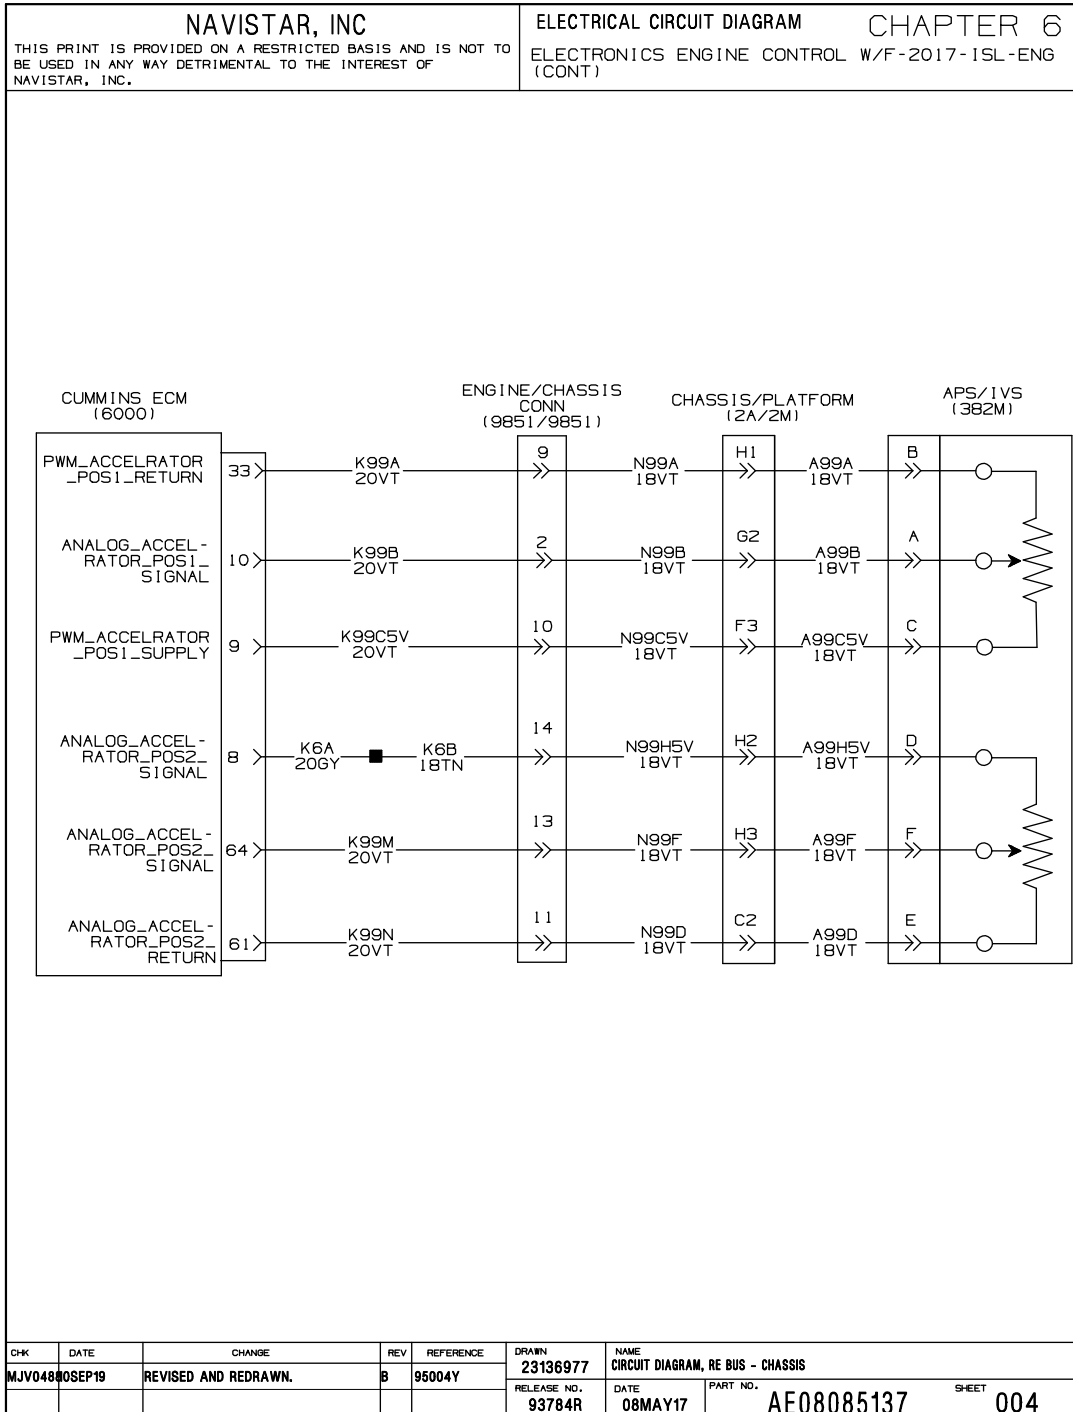 NAVISTAR, INC
THIS PRINT IS PROVIDED ON A RESTRICTED BASIS AND IS NOT TO
BE USED IN ANY WAY DETRIMENTAL TO THE INTEREST OF
NAVISTAR, INC.
ELECTRICAL CIRCUIT DIAGRAM
CHAPTER 6
ELECTRONICS ENGINE CONTROL W/F-2017-ISL-ENG
(CONT)
CUMMINS ECM
(6000)
ENGINE/CHASSIS
CONN
(9851/9851)
CHASSIS/PLATFORM
(2A/2M)
APS/IVS
(382M)
PWM_ACCELRATOR
_POS1_RETURN
33
K99A
20VT
9
N99A
18VT
H1
A99A
18VT
B
ANALOG_ACCEL-
RATOR_POS1_
SIGNAL
10
K99B
20VT
2
N99B
18VT
G2
A99B
18VT
A
PWM_ACCELRATOR
_POS1_SUPPLY
9
K99C5V
20VT
10
N99C5V
18VT
F3
A99C5V
18VT
C
ANALOG_ACCEL-
RATOR_POS2_
SIGNAL
8
K6A
20GY
K6B
18TN
14
N99H5V
18VT
H2
A99H5V
18VT
D
ANALOG_ACCEL-
RATOR_POS2_
SIGNAL
64
K99M
20VT
13
N99F
18VT
H3
A99F
18VT
F
ANALOG_ACCEL-
RATOR_POS2_
RETURN
61
K99N
20VT
11
N99D
18VT
C2
A99D
18VT
E
CHK DATE CHANGE REV REFERENCE
0SEP19 REVISED AND REDRAWN. B 95004Y
DRAWN
23136977
NAME
CIRCUIT DIAGRAM, RE BUS - CHASSIS
RELEASE NO.
93784R
DATE
08MAY17
PART NO.
AE08085137
SHEET
004